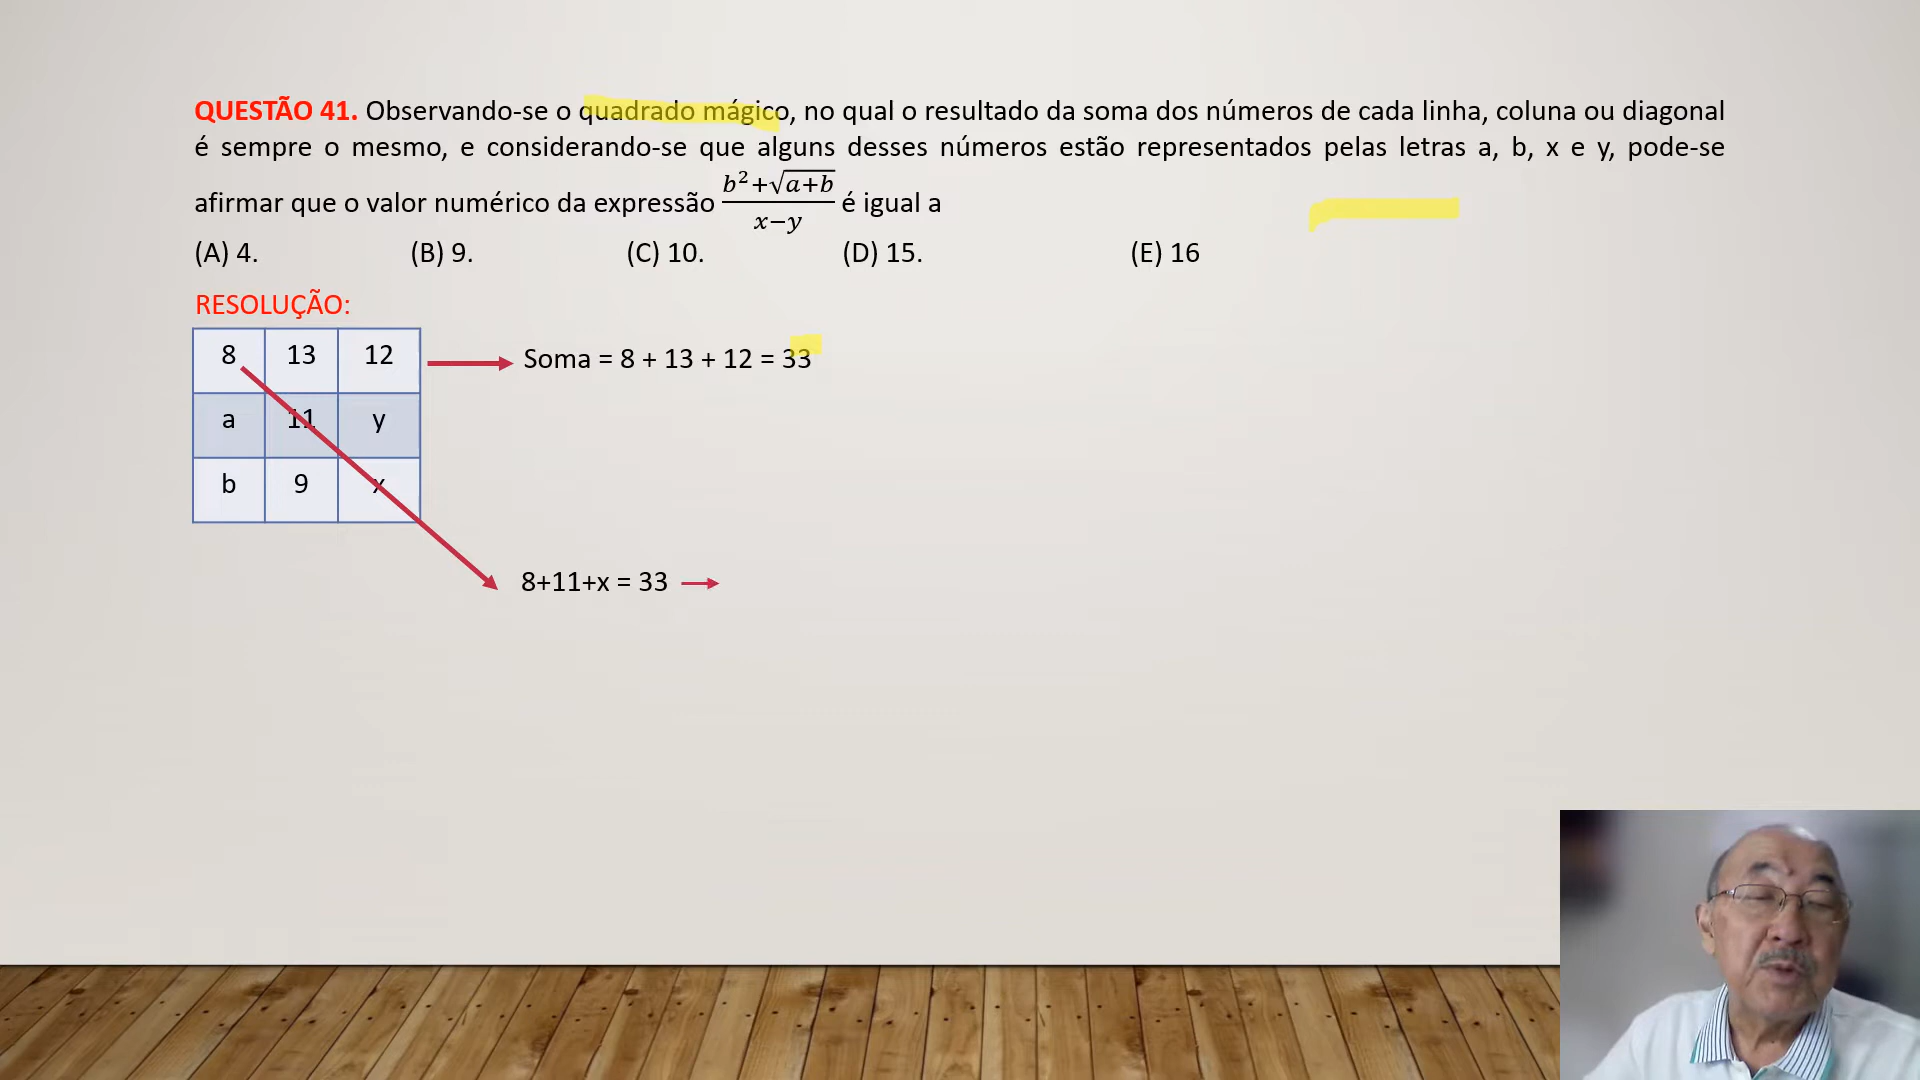 QUESTÃO 41. Observando-se o quadrado mágico, no qual o resultado da soma dos números de cada linha, coluna ou diagonal
é sempre o mesmo, e considerando-se que alguns desses números estão representados pelas letras a, b, x e y, pode-se
afirmar que o valor numérico da expressão \frac{b^2+\sqrt{a+b}}{x-y} é igual a
(A) 4. (B) 9. (C) 10. (D) 15. (E) 16
RESOLUÇÃO:
8 13 12
Soma = 8 + 13 + 12 = 33
a 11 y
b 9 x
8+11+x = 33